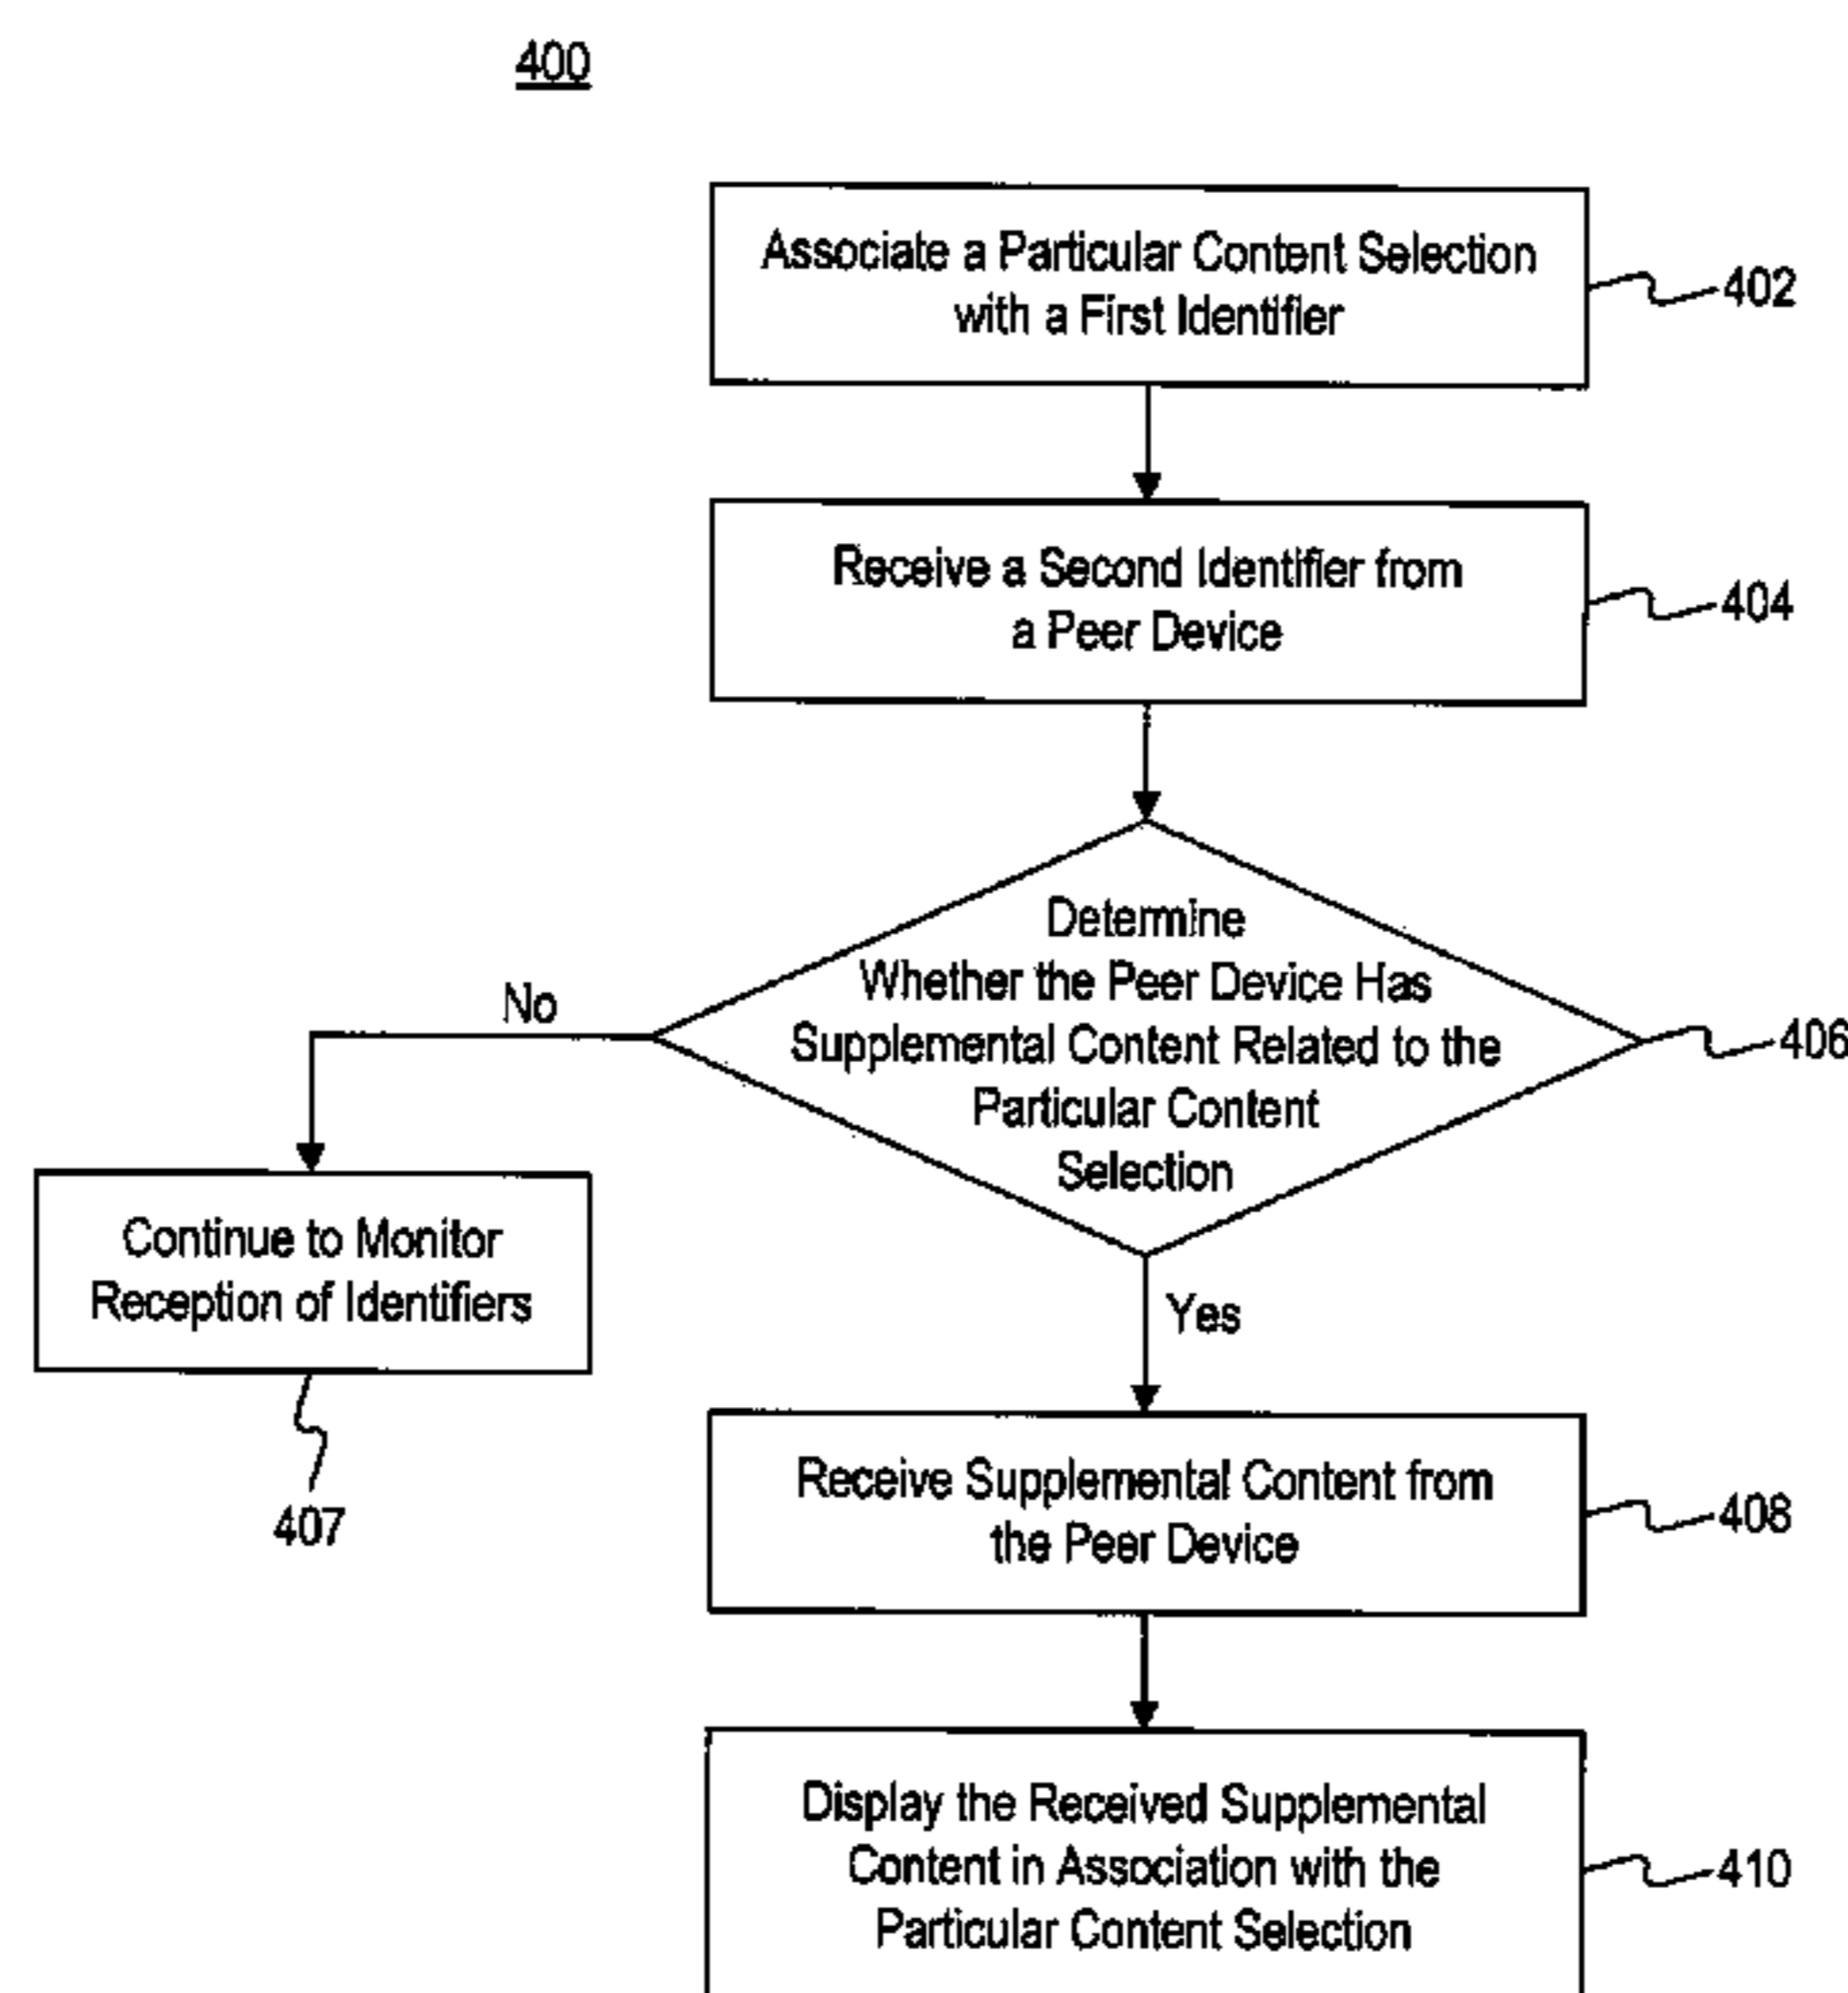 400
Associate a Particular Content Selection
with a First Identifier
402
Receive a Second Identifier from
a Peer Device
404
Determine
Whether the Peer Device Has
Supplemental Content Related to the
Particular Content
Selection
406
No
Continue to Monitor
Reception of Identifiers
407
Yes
Receive Supplemental Content from
the Peer Device
408
Display the Received Supplemental
Content in Association with the
Particular Content Selection
410